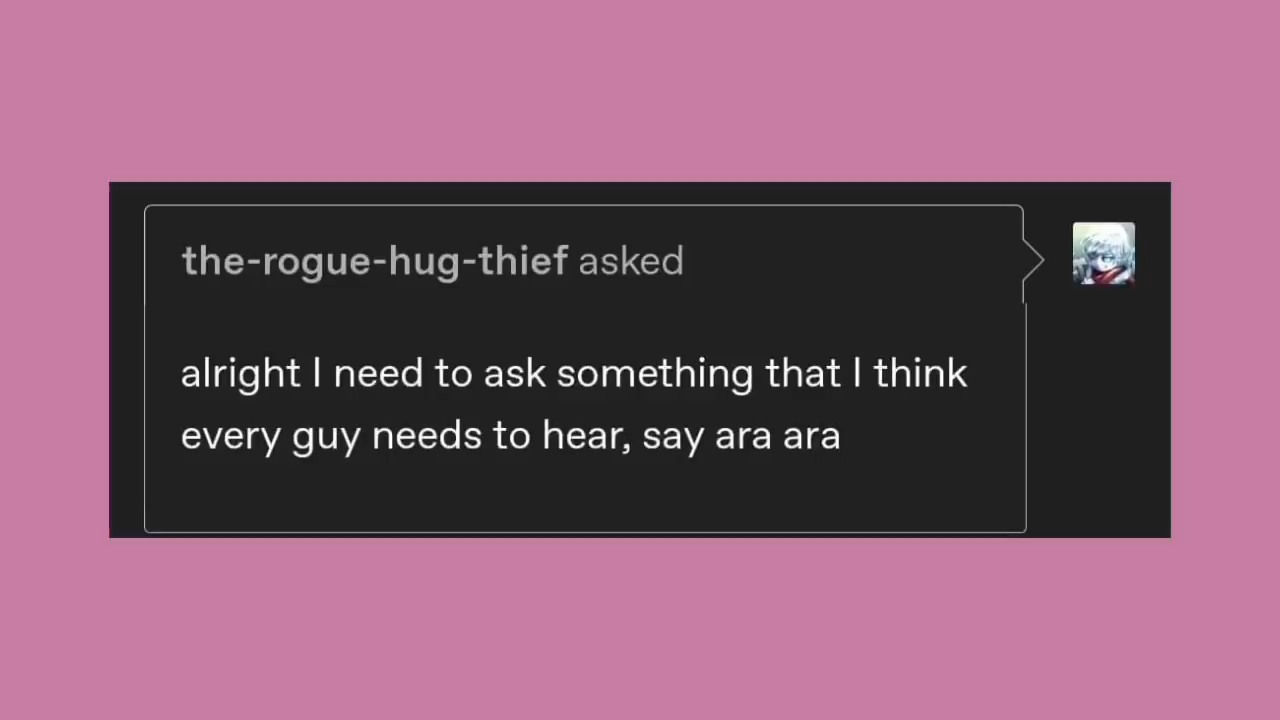 the-rogue-hug-thief asked
alright I need to ask something that I think
every guy needs to hear, say ara ara